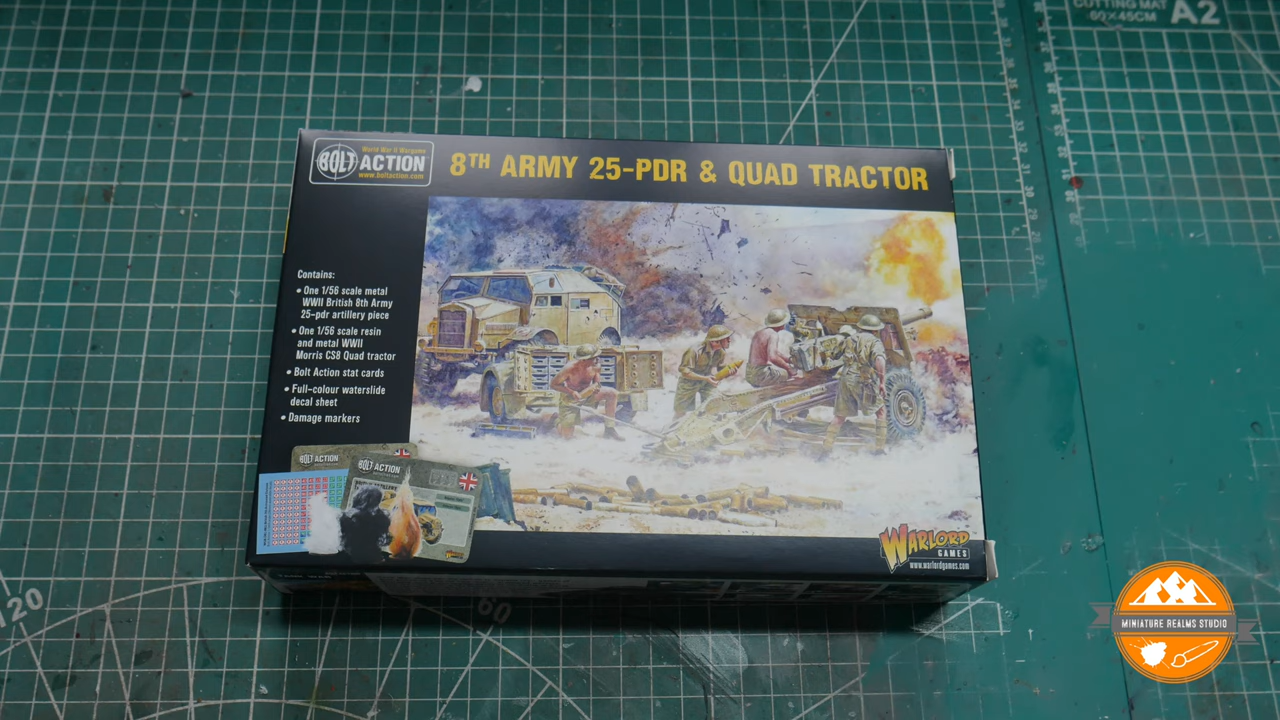 CUTTING MAT
60×45CM A2
World War II Wargame
BOLT ACTION
www.boltaction.com
8TH ARMY 25-PDR & QUAD TRACTOR
Contains:
• One 1/56 scale metal
WWII British 8th Army
25-pdr artillery piece
• One 1/56 scale resin
and metal WWII
Morris CS8 Quad tractor
• Bolt Action stat cards
• Full-colour waterslide
decal sheet
• Damage markers
BOLT ACTION
BOLT ACTION
WARLORD
GAMES
www.warlordgames.com
120
60
MINIATURE REALMS STUDIO